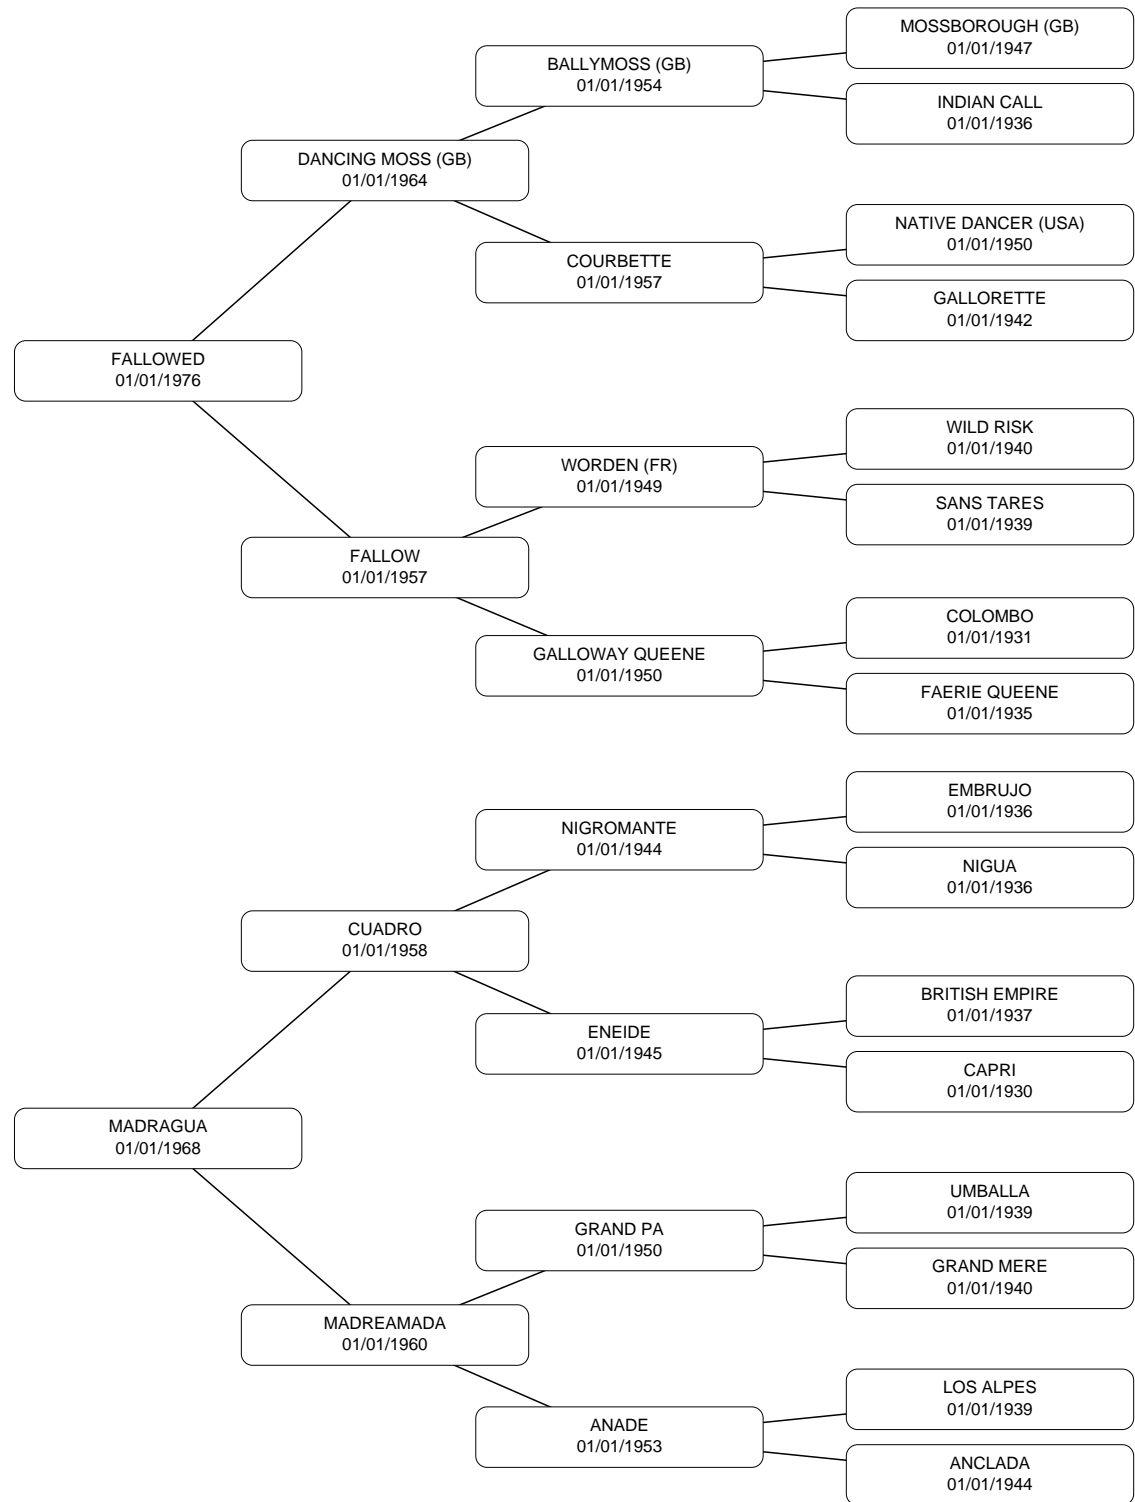 MOSSBOROUGH (GB)
01/01/1947
BALLYMOSS (GB)
01/01/1954
INDIAN CALL
01/01/1936
DANCING MOSS (GB)
01/01/1964
NATIVE DANCER (USA)
01/01/1950
COURBETTE
01/01/1957
GALLORETTE
01/01/1942
FALLOWED
01/01/1976
WILD RISK
01/01/1940
WORDEN (FR)
01/01/1949
SANS TARES
01/01/1939
FALLOW
01/01/1957
COLOMBO
01/01/1931
GALLOWAY QUEENE
01/01/1950
FAERIE QUEENE
01/01/1935
EMBRUJO
01/01/1936
NIGROMANTE
01/01/1944
NIGUA
01/01/1936
CUADRO
01/01/1958
BRITISH EMPIRE
01/01/1937
ENEIDE
01/01/1945
CAPRI
01/01/1930
MADRAGUA
01/01/1968
UMBALLA
01/01/1939
GRAND PA
01/01/1950
GRAND MERE
01/01/1940
MADREAMADA
01/01/1960
LOS ALPES
01/01/1939
ANADE
01/01/1953
ANCLADA
01/01/1944